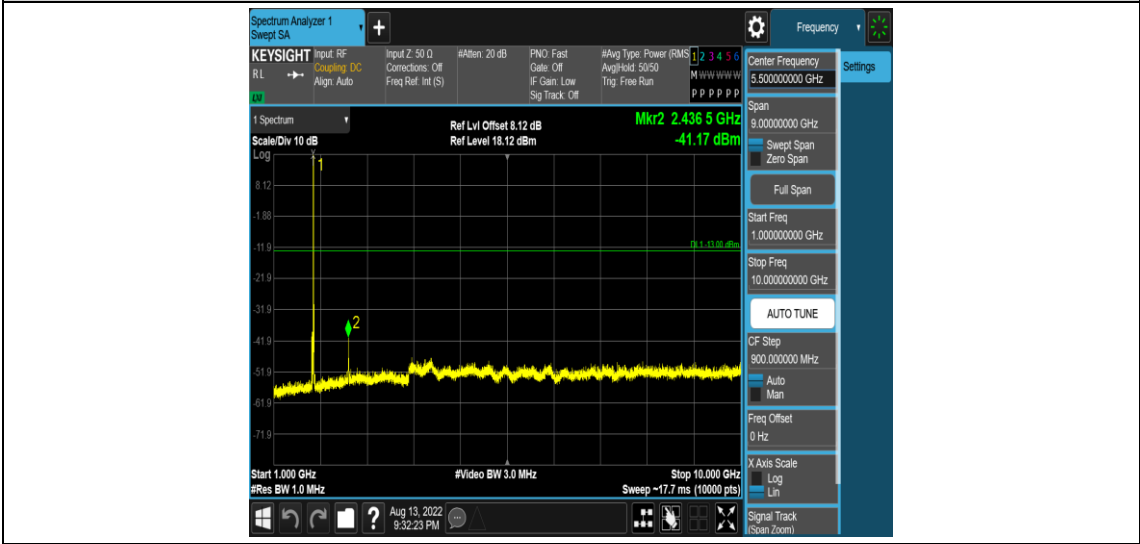 Spectrum Analyzer 1
Swept SA
+
Frequency
KEYSIGHT
RL
Input: RF
Coupling: DC
Align: Auto
Input Z: 50 Ω
Corrections: Off
Freq Ref: Int (S)
#Atten: 20 dB
PNO: Fast
Gate: Off
IF Gain: Low
Sig Track: Off
#Avg Type: Power (RMS
Avg|Hold: 50/50
Trig: Free Run
1 2 3 4 5 6
M W W W W W
P P P P P P
1 Spectrum
Scale/Div 10 dB
Log
Ref Lvl Offset 8.12 dB
Ref Level 18.12 dBm
Mkr2 2.436 5 GHz
-41.17 dBm
1
8.12
-1.88
-11.9
DL1 -13.00 dBm
-21.9
-31.9
2
-41.9
-51.9
-61.9
-71.9
Start 1.000 GHz
#Res BW 1.0 MHz
#Video BW 3.0 MHz
Stop 10.000 GHz
Sweep ~17.7 ms (10000 pts)
?
Aug 13, 2022
9:32:23 PM
Center Frequency
5.500000000 GHz
Settings
Span
9.00000000 GHz
Swept Span
Zero Span
Full Span
Start Freq
1.000000000 GHz
Stop Freq
10.000000000 GHz
AUTO TUNE
CF Step
900.000000 MHz
Auto
Man
Freq Offset
0 Hz
X Axis Scale
Log
Lin
Signal Track
(Span Zoom)